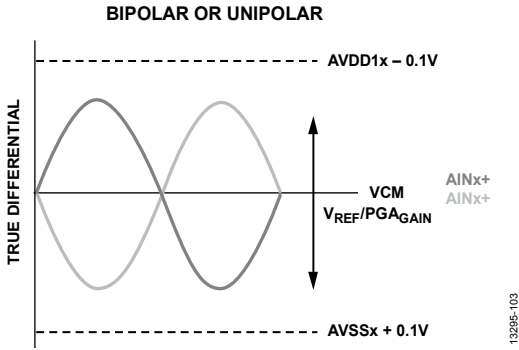 BIPOLAR OR UNIPOLAR
AVDD1x – 0.1V
TRUE DIFFERENTIAL
VCM
VREF/PGAGAIN
AINx+
AINx+
AVSSx + 0.1V
13295-103